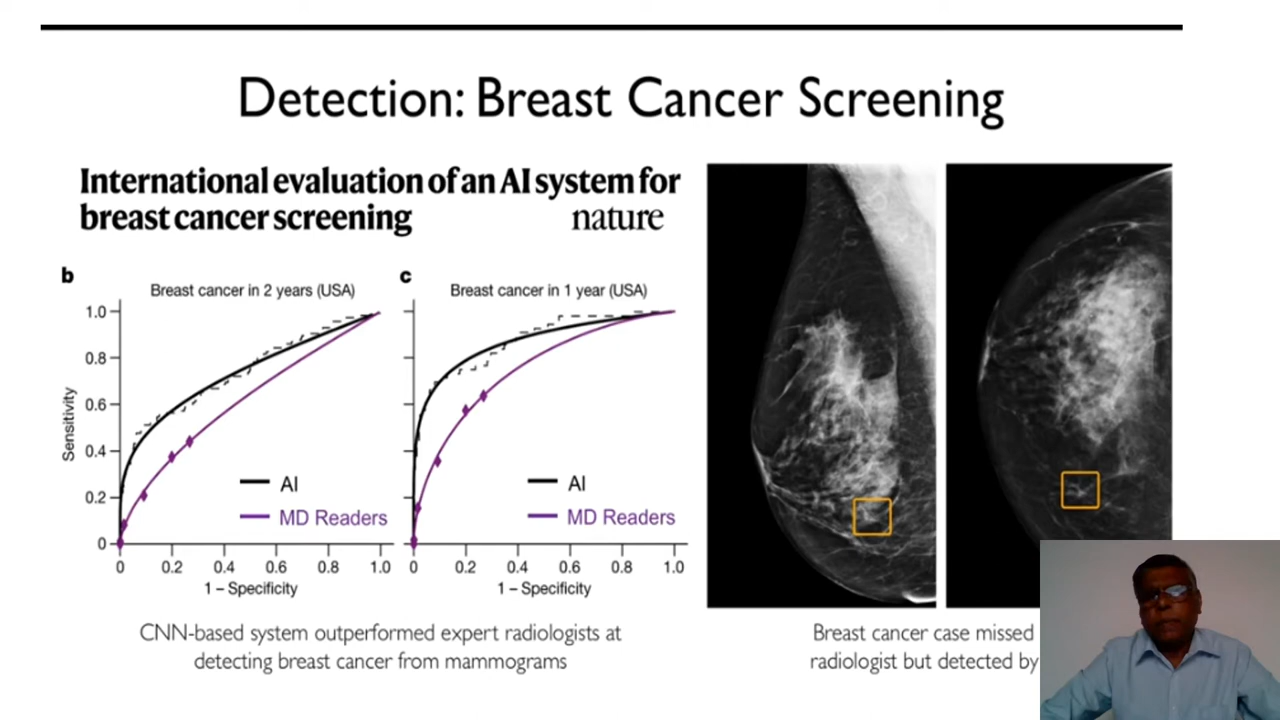 Detection: Breast Cancer Screening
International evaluation of an AI system for
breast cancer screening
nature
b
Breast cancer in 2 years (USA)
Sensitivity
1.0
0.8
0.6
0.4
0.2
0
AI
MD Readers
0 0.2 0.4 0.6 0.8 1.0
1 – Specificity
c
Breast cancer in 1 year (USA)
AI
MD Readers
0 0.2 0.4 0.6 0.8 1.0
1 – Specificity
CNN-based system outperformed expert radiologists at
detecting breast cancer from mammograms
Breast cancer case missed
radiologist but detected by